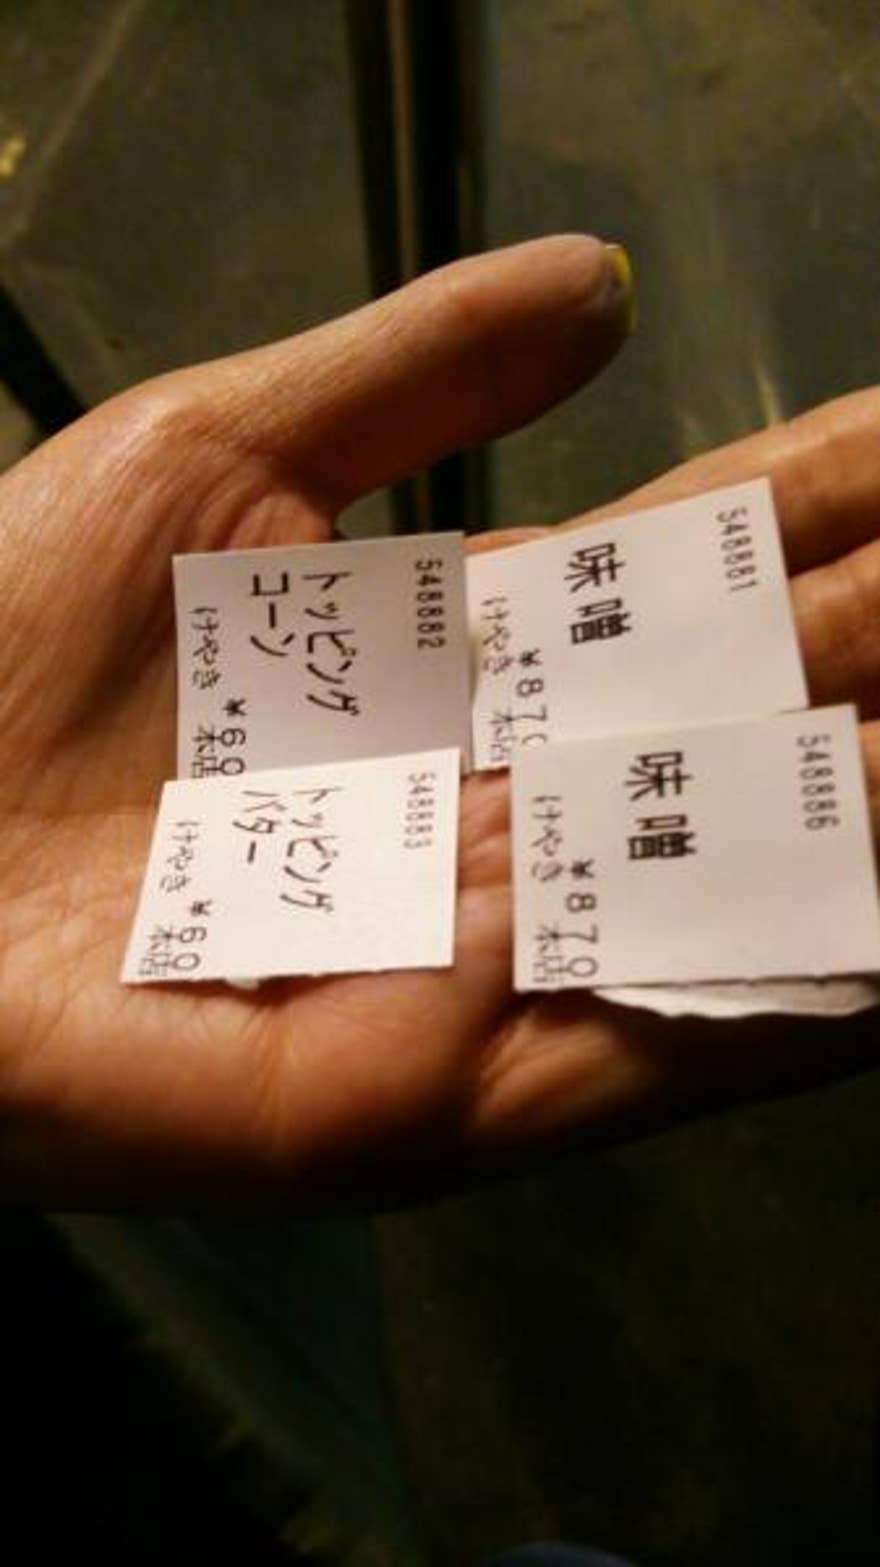 548882
トッピング
コーン
¥60
けやき 本店
548881
味噌
¥870
けやき 本店
548883
トッピング
バター
¥60
けやき 本店
548886
味噌
¥870
けやき 本店